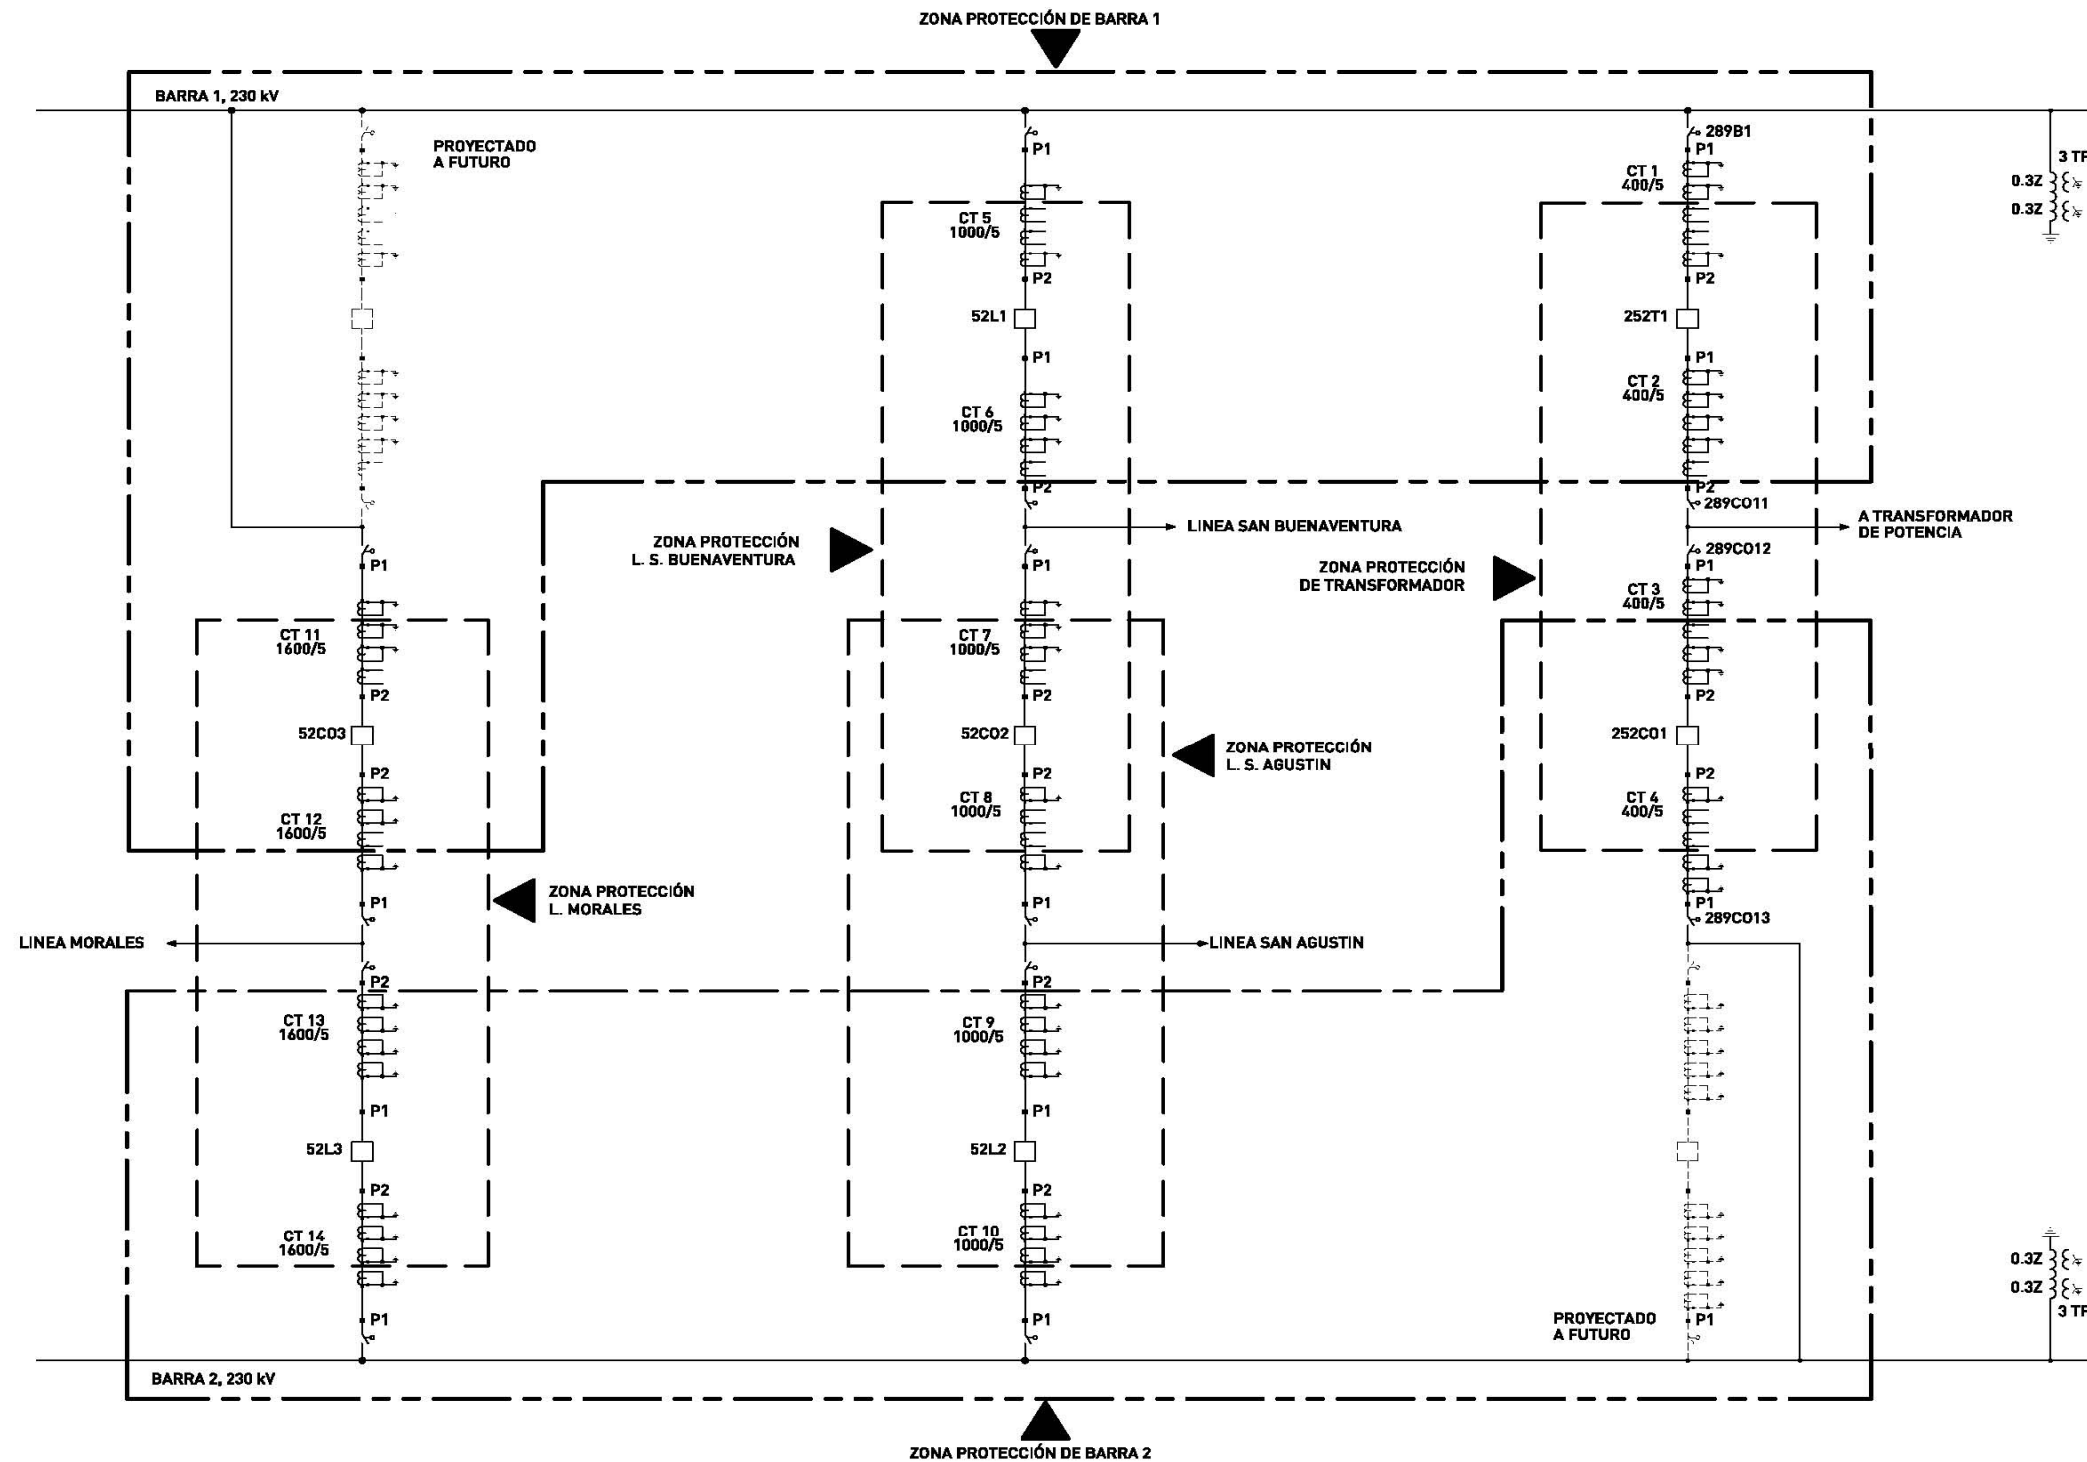 ZONA PROTECCIÓN DE BARRA 1
BARRA 1, 230 kV
PROYECTADO
A FUTURO
P1
289B1
P1
CT 1
400/5
3 TP
0.3Z
0.3Z
CT 5
1000/5
P2
P2
52L1
252T1
P1
P1
CT 2
400/5
CT 6
1000/5
P2
P2
289CO11
LINEA SAN BUENAVENTURA
A TRANSFORMADOR
DE POTENCIA
ZONA PROTECCIÓN
L. S. BUENAVENTURA
289CO12
P1
P1
P1
ZONA PROTECCIÓN
DE TRANSFORMADOR
CT 3
400/5
CT 11
1600/5
CT 7
1000/5
P2
P2
P2
52CO3
52CO2
252CO1
ZONA PROTECCIÓN
L. S. AGUSTIN
P2
P2
P2
CT 12
1600/5
CT 8
1000/5
CT 4
400/5
ZONA PROTECCIÓN
L. MORALES
P1
P1
P1
289CO13
LINEA MORALES
LINEA SAN AGUSTIN
P2
P2
CT 13
1600/5
CT 9
1000/5
P1
P1
52L3
52L2
P2
P2
CT 14
1600/5
CT 10
1000/5
0.3Z
0.3Z
3 TP
P1
P1
PROYECTADO
A FUTURO
P1
BARRA 2, 230 kV
ZONA PROTECCIÓN DE BARRA 2